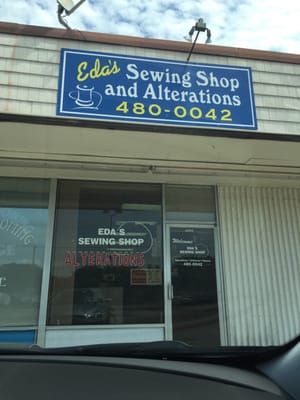 Eda's Sewing Shop
and Alterations
480-0042
EDA'S
SEWING SHOP
ALTERATIONS
Welcome
EDA'S
SEWING SHOP
480-0042